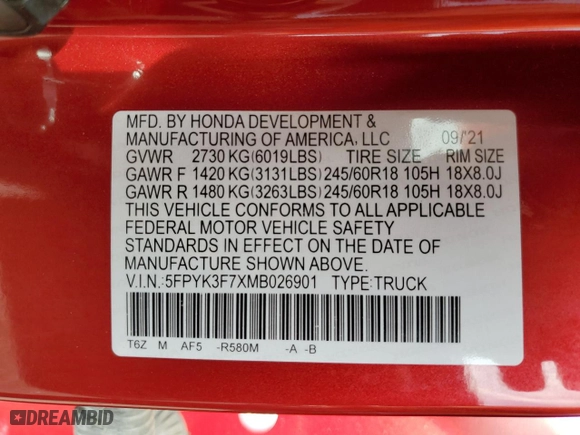 MFD. BY HONDA DEVELOPMENT &
MANUFACTURING OF AMERICA, LLC 09/'21
GVWR 2730 KG(6019LBS) TIRE SIZE RIM SIZE
GAWR F 1420 KG(3131LBS) 245/60R18 105H 18X8.0J
GAWR R 1480 KG(3263LBS) 245/60R18 105H 18X8.0J
THIS VEHICLE CONFORMS TO ALL APPLICABLE
FEDERAL MOTOR VEHICLE SAFETY
STANDARDS IN EFFECT ON THE DATE OF
MANUFACTURE SHOWN ABOVE.
V.I.N.:5FPYK3F7XMB026901 TYPE:TRUCK
T6Z M AF5 -R580M -A -B
DREAMBID